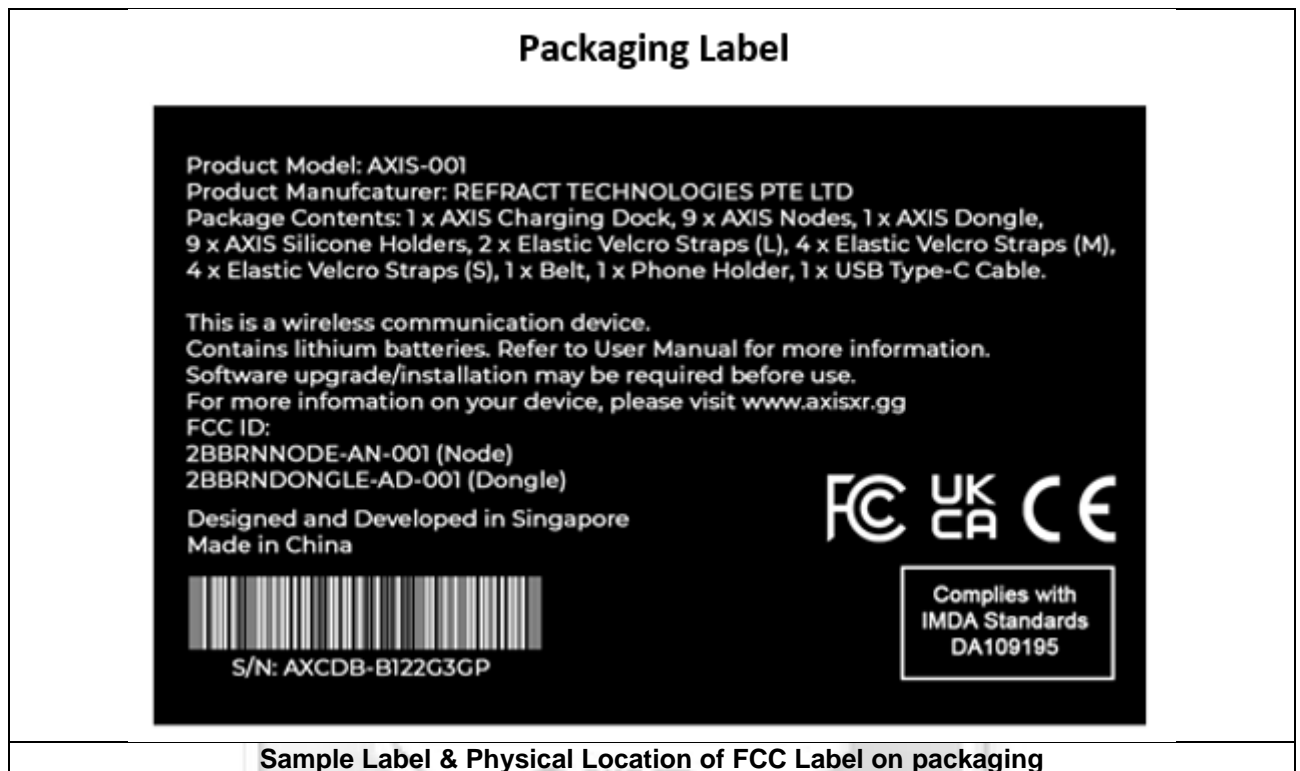 Packaging Label
Product Model: AXIS-001
Product Manufcaturer: REFRACT TECHNOLOGIES PTE LTD
Package Contents: 1 x AXIS Charging Dock, 9 x AXIS Nodes, 1 x AXIS Dongle,
9 x AXIS Silicone Holders, 2 x Elastic Velcro Straps (L), 4 x Elastic Velcro Straps (M),
4 x Elastic Velcro Straps (S), 1 x Belt, 1 x Phone Holder, 1 x USB Type-C Cable.
This is a wireless communication device.
Contains lithium batteries. Refer to User Manual for more information.
Software upgrade/installation may be required before use.
For more infomation on your device, please visit www.axisxr.gg
FCC ID:
2BBRNNODE-AN-001 (Node)
2BBRNDONGLE-AD-001 (Dongle)
Designed and Developed in Singapore
Made in China
FC UK CA CE
S/N: AXCDB-B122G3GP
Complies with
IMDA Standards
DA109195
Sample Label & Physical Location of FCC Label on packaging